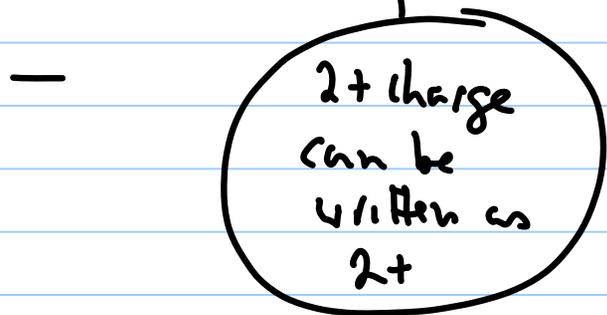 2+ charge
can be
written as
2+